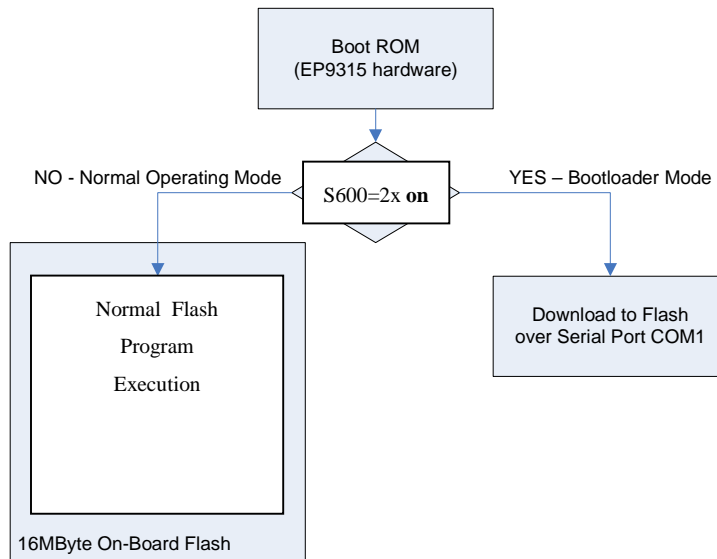 Boot ROM
(EP9315 hardware)
NO - Normal Operating Mode
S600=2x on
YES – Bootloader Mode
Normal Flash
Program
Execution
Download to Flash
over Serial Port COM1
16MByte On-Board Flash